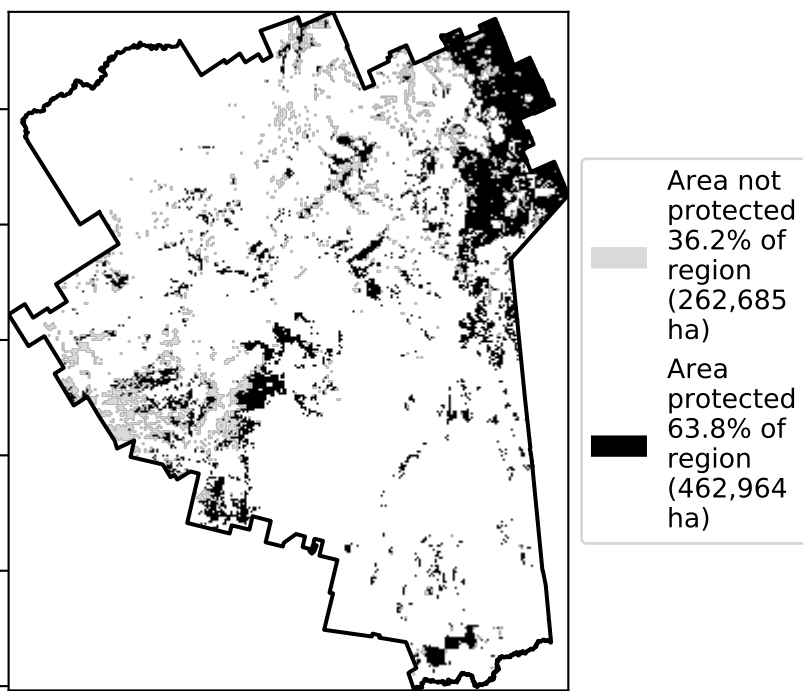 Area not
protected
36.2% of
region
(262,685
ha)
Area
protected
63.8% of
region
(462,964
ha)